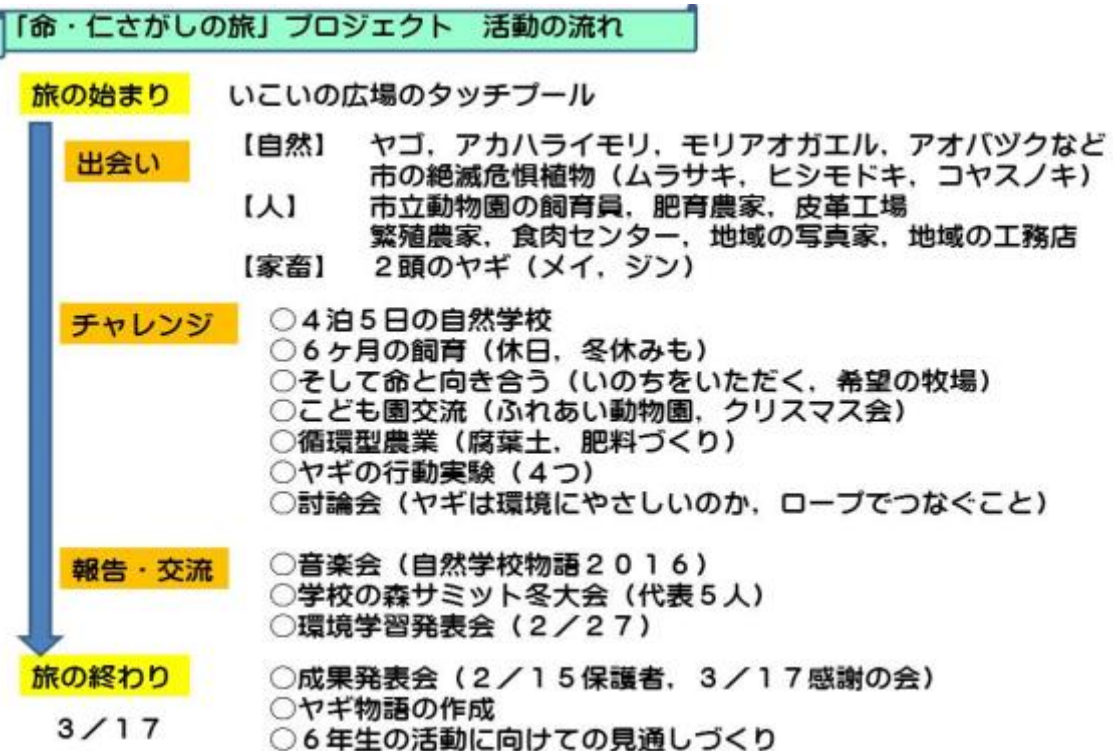 「命・仁さがしの旅」プロジェクト　活動の流れ
旅の始まり　いこいの広場のタッチプール
出会い
【自然】　ヤゴ，アカハライモリ，モリアオガエル，アオバヅクなど
市の絶滅危惧植物（ムラサキ，ヒシモドキ，コヤスノキ）
【人】　市立動物園の飼育員，肥育農家，皮革工場
繁殖農家，食肉センター，地域の写真家，地域の工務店
【家畜】　２頭のヤギ（メイ，ジン）
チャレンジ
○４泊５日の自然学校
○６ヶ月の飼育（休日，冬休みも）
○そして命と向き合う（いのちをいただく，希望の牧場）
○こども園交流（ふれあい動物園，クリスマス会）
○循環型農業（腐葉土，肥料づくり）
○ヤギの行動実験（４つ）
○討論会（ヤギは環境にやさしいのか，ロープでつなぐこと）
報告・交流
○音楽会（自然学校物語２０１６）
○学校の森サミット冬大会（代表５人）
○環境学習発表会（２／２７）
旅の終わり
３／１７
○成果発表会（２／１５保護者，３／１７感謝の会）
○ヤギ物語の作成
○６年生の活動に向けての見通しづくり